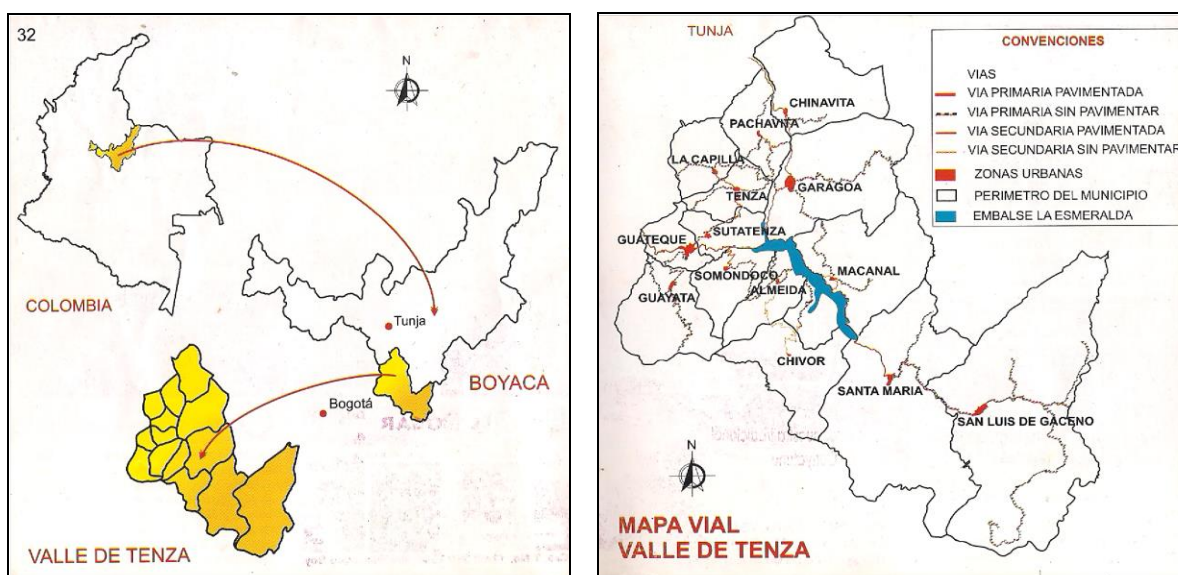 32
N
COLOMBIA
Tunja
BOYACA
Bogotá
VALLE DE TENZA
TUNJA
CONVENCIONES
VIAS
VIA PRIMARIA PAVIMENTADA
VIA PRIMARIA SIN PAVIMENTAR
VIA SECUNDARIA PAVIMENTADA
VIA SECUNDARIA SIN PAVIMENTAR
ZONAS URBANAS
PERIMETRO DEL MUNICIPIO
EMBALSE LA ESMERALDA
CHINAVITA
PACHAVITA
LA CAPILLA
GARAGOA
TENZA
SUTATENZA
GUATEQUE
SOMONDOCO
MACANAL
ALMEIDA
GUAYATA
CHIVOR
SANTA MARIA
SAN LUIS DE GACENO
N
MAPA VIAL
VALLE DE TENZA